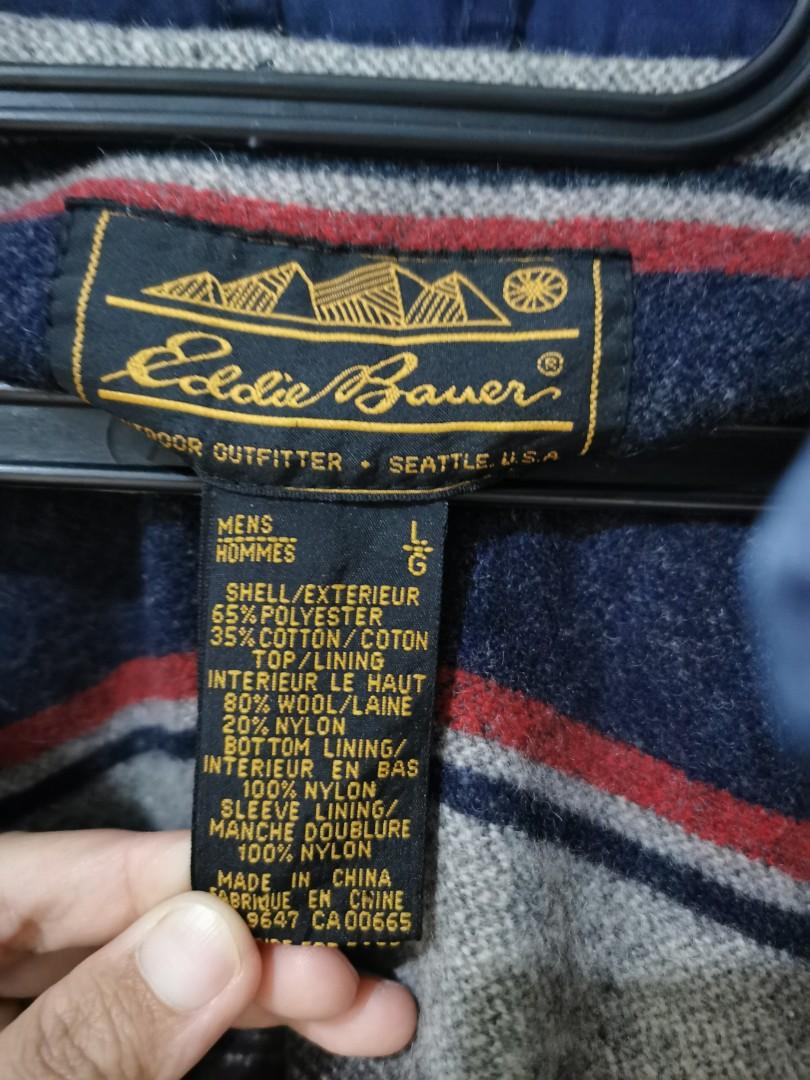 Eddie Bauer ®
OUTFITTER • SEATTLE, U.S.A
MENS
HOMMES
L
G
SHELL/EXTERIEUR
65% POLYESTER
35% COTTON/COTON
TOP/LINING
INTERIEUR LE HAUT
80% WOOL/LAINE
20% NYLON
BOTTOM LINING/
INTERIEUR EN BAS
100% NYLON
SLEEVE LINING/
MANCHE DOUBLURE
100% NYLON
MADE IN CHINA
FABRIQUE EN CHINE
9647 CA00665